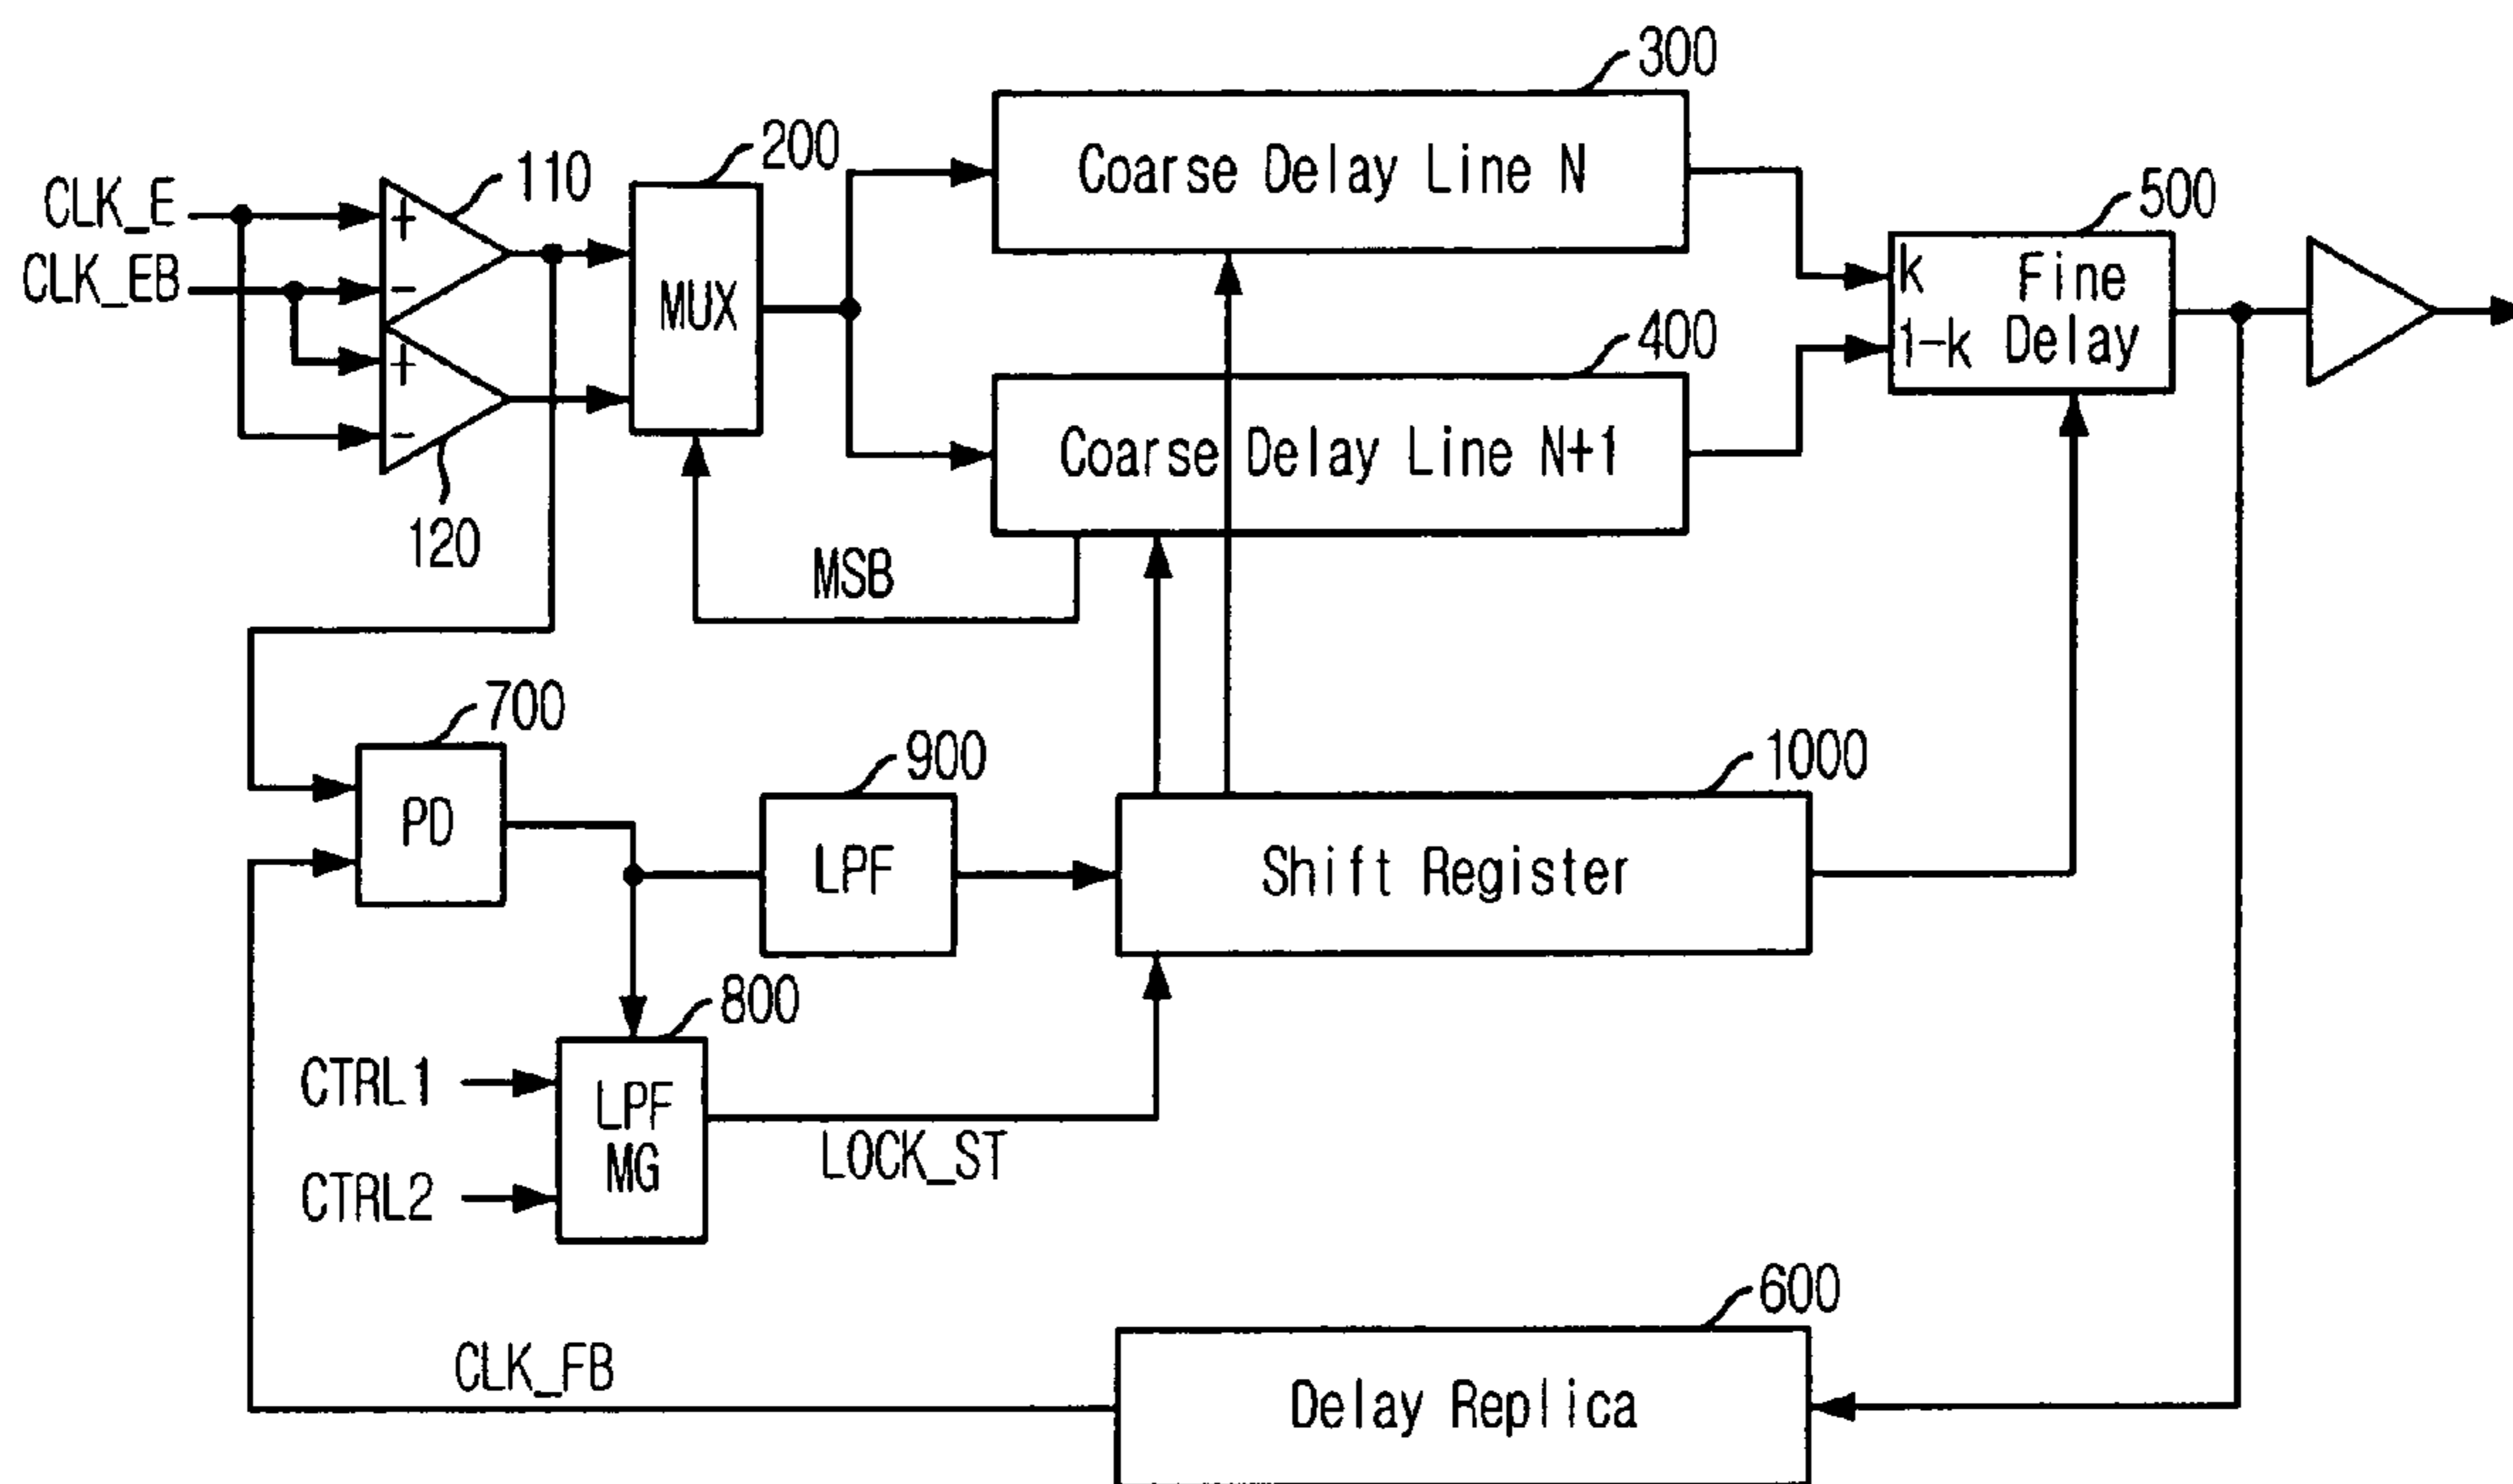 300
Coarse Delay Line N
110
200
CLK_E
+
CLK_EB
-
+
-
120
MUX
500
k
1-k
Fine
Delay
400
Coarse Delay Line N+1
MSB
700
PD
900
LPF
1000
Shift Register
800
CTRL1
CTRL2
LPF
MG
LOCK_ST
600
CLK_FB
Delay Replica